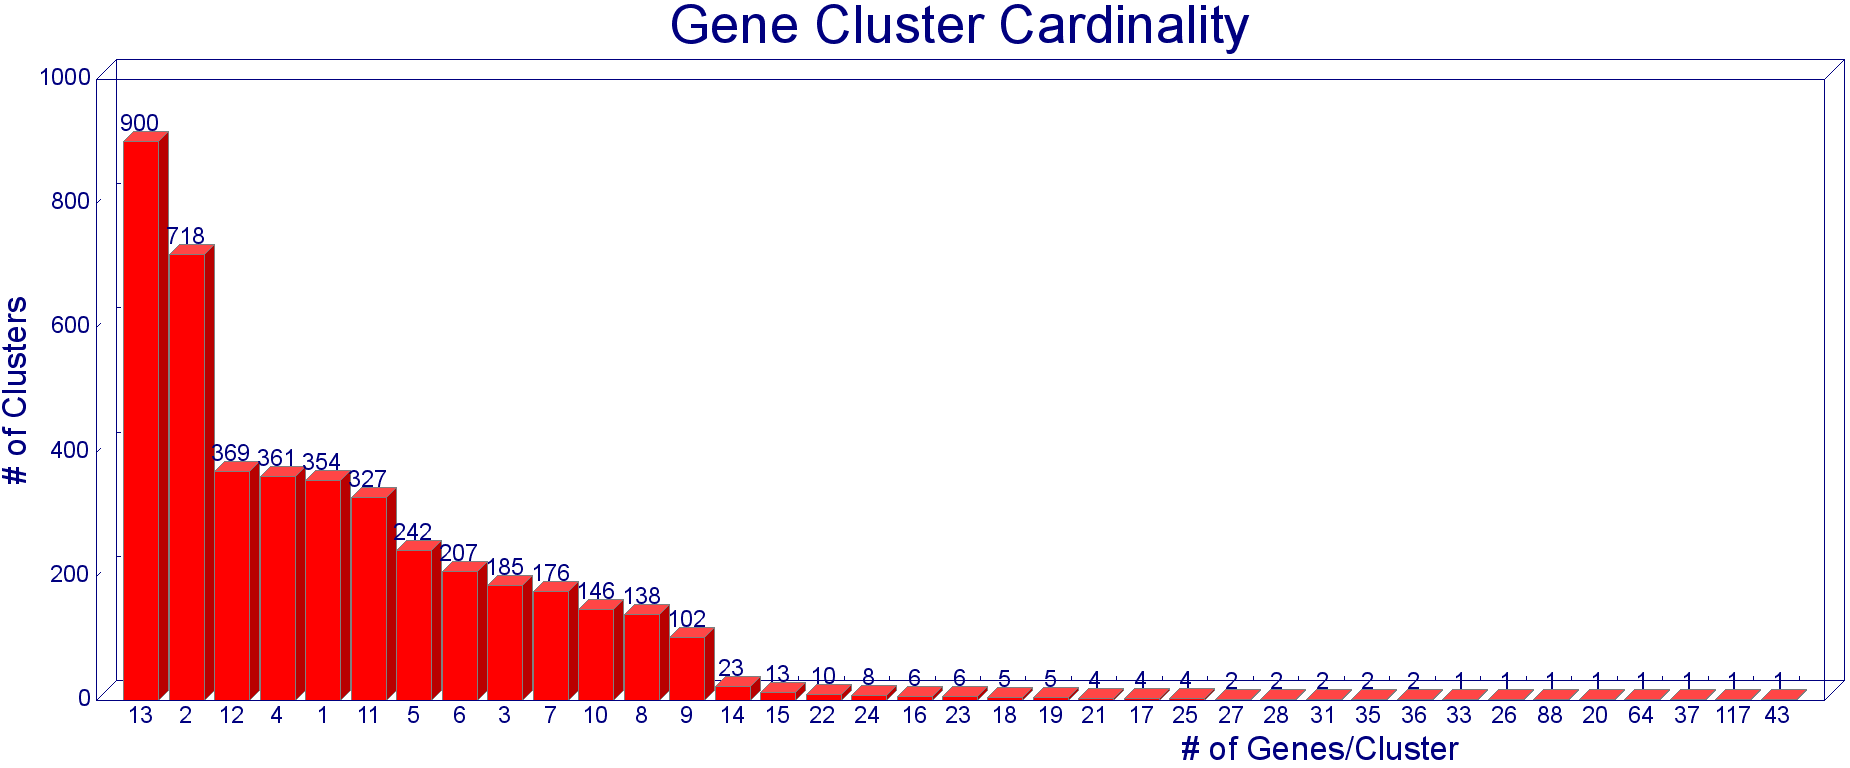 Gene Cluster Cardinality
1000
800
600
400
200
0
# of Clusters
900 718 369 361 354 327 242 207 185 176 146 138 102 23 13 10 8 6 6 5 5 4 4 4 2 2 2 2 2 1 1 1 1 1 1 1 1
13 2 12 4 1 11 5 6 3 7 10 8 9 14 15 22 24 16 23 18 19 21 17 25 27 28 31 35 36 33 26 88 20 64 37 117 43
# of Genes/Cluster